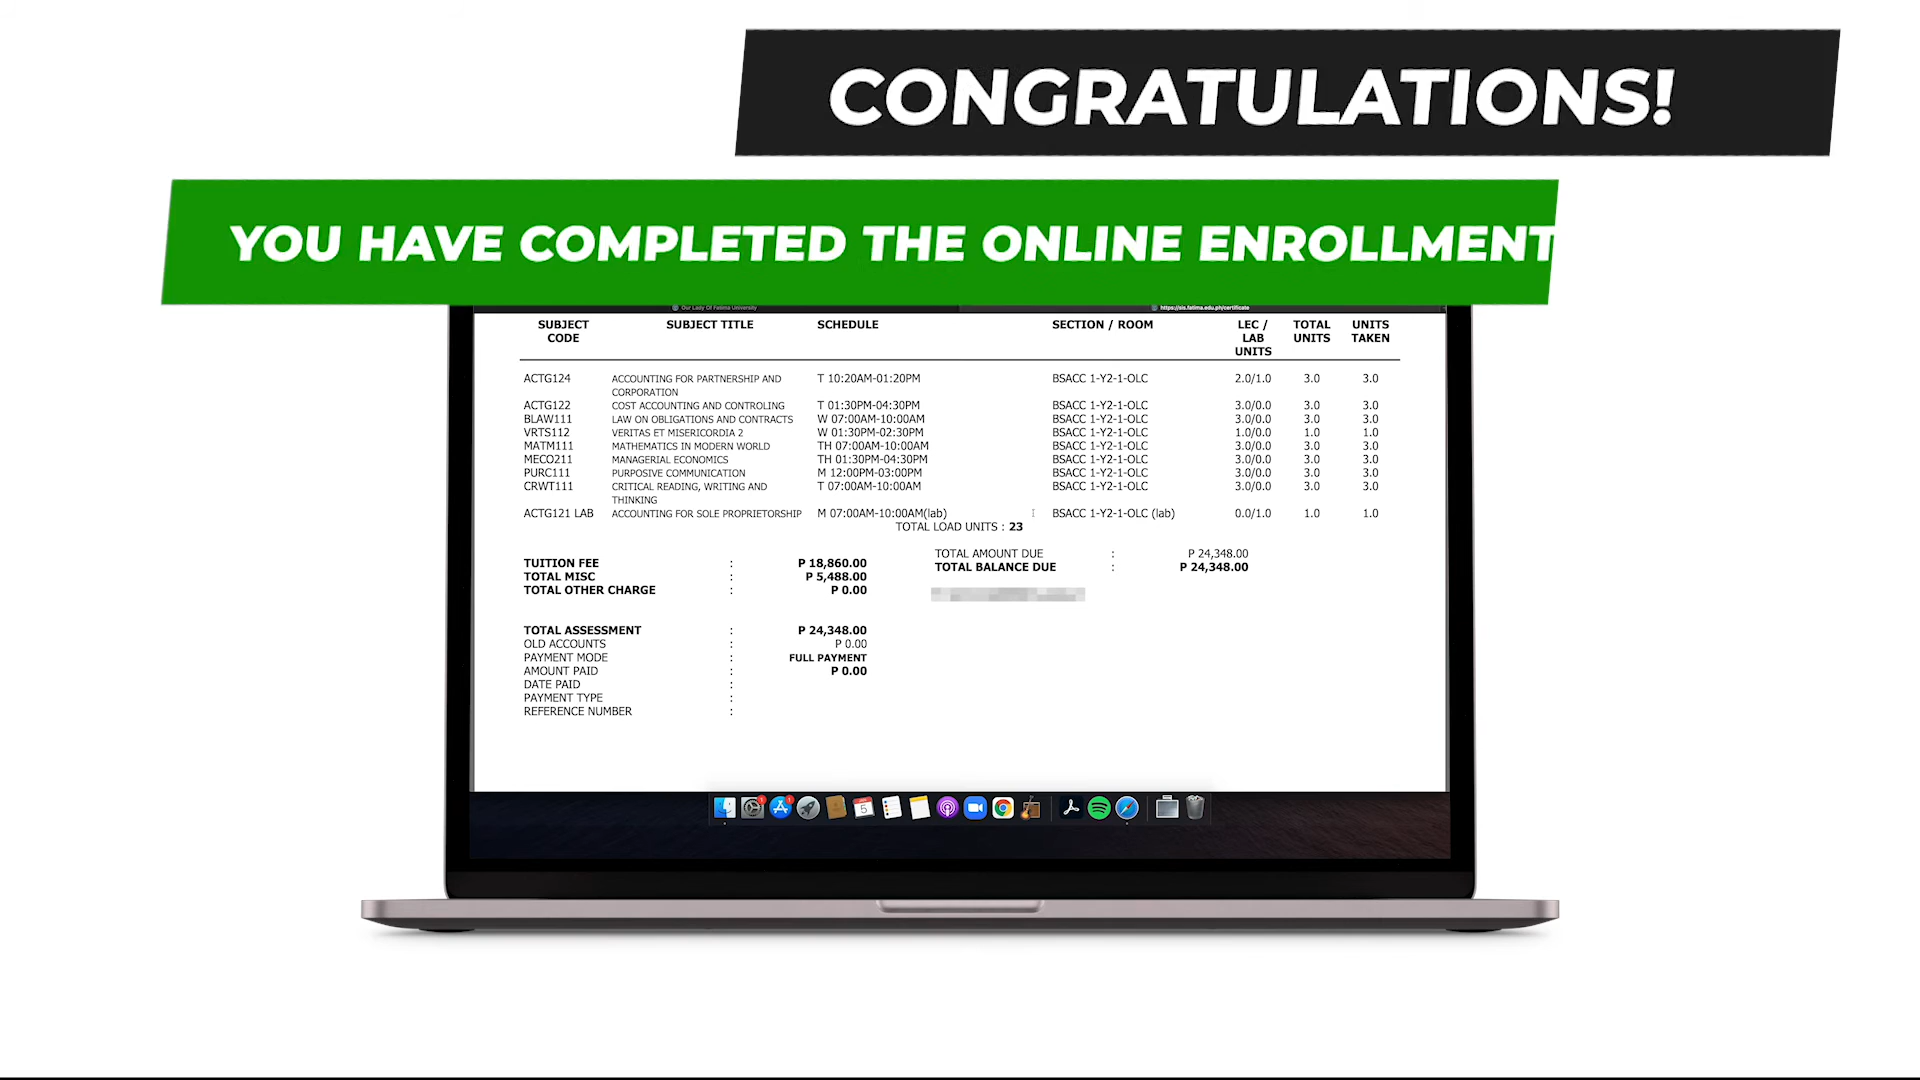 CONGRATULATIONS!
YOU HAVE COMPLETED THE ONLINE ENROLLMENT
Our Lady Of Fatima University https://sis.fatima.edu.ph/certificate
SUBJECT CODE SUBJECT TITLE SCHEDULE SECTION / ROOM LEC / LAB UNITS TOTAL UNITS UNITS TAKEN
ACTG124 ACCOUNTING FOR PARTNERSHIP AND CORPORATION T 10:20AM-01:20PM BSACC 1-Y2-1-OLC 2.0/1.0 3.0 3.0
ACTG122 COST ACCOUNTING AND CONTROLING T 01:30PM-04:30PM BSACC 1-Y2-1-OLC 3.0/0.0 3.0 3.0
BLAW111 LAW ON OBLIGATIONS AND CONTRACTS W 07:00AM-10:00AM BSACC 1-Y2-1-OLC 3.0/0.0 3.0 3.0
VRTS112 VERITAS ET MISERICORDIA 2 W 01:30PM-02:30PM BSACC 1-Y2-1-OLC 1.0/0.0 1.0 1.0
MATM111 MATHEMATICS IN MODERN WORLD TH 07:00AM-10:00AM BSACC 1-Y2-1-OLC 3.0/0.0 3.0 3.0
MECO211 MANAGERIAL ECONOMICS TH 01:30PM-04:30PM BSACC 1-Y2-1-OLC 3.0/0.0 3.0 3.0
PURC111 PURPOSIVE COMMUNICATION M 12:00PM-03:00PM BSACC 1-Y2-1-OLC 3.0/0.0 3.0 3.0
CRWT111 CRITICAL READING, WRITING AND THINKING T 07:00AM-10:00AM BSACC 1-Y2-1-OLC 3.0/0.0 3.0 3.0
ACTG121 LAB ACCOUNTING FOR SOLE PROPRIETORSHIP M 07:00AM-10:00AM(lab) : BSACC 1-Y2-1-OLC (lab) 0.0/1.0 1.0 1.0
TOTAL LOAD UNITS : 23
TUITION FEE : P 18,860.00
TOTAL MISC : P 5,488.00
TOTAL OTHER CHARGE : P 0.00
TOTAL AMOUNT DUE : P 24,348.00
TOTAL BALANCE DUE : P 24,348.00
TOTAL ASSESSMENT : P 24,348.00
OLD ACCOUNTS : P 0.00
PAYMENT MODE : FULL PAYMENT
AMOUNT PAID : P 0.00
DATE PAID :
PAYMENT TYPE :
REFERENCE NUMBER :
5